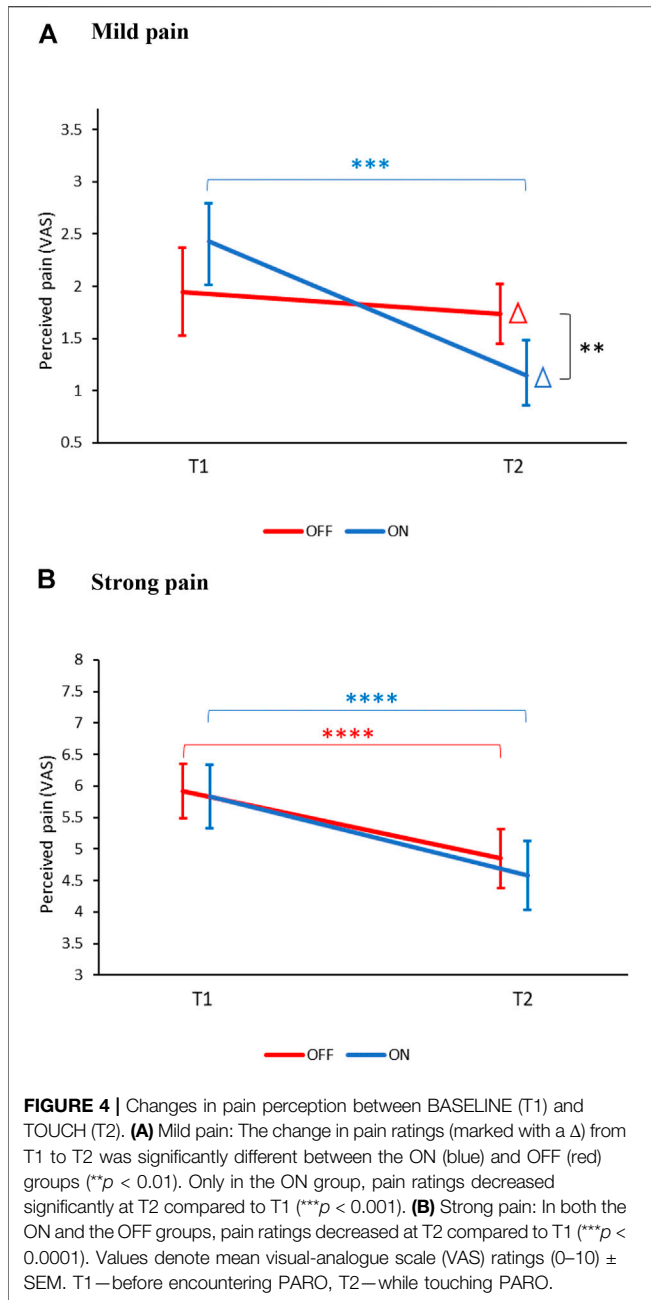 A Mild pain
3.5
3
2.5
2
1.5
1
0.5
Perceived pain (VAS)
***
Δ
Δ
**
T1 T2
OFF ON
B Strong pain
8
7.5
7
6.5
6
5.5
5
4.5
4
3.5
3
Perceived pain (VAS)
****
****
T1 T2
OFF ON
FIGURE 4 | Changes in pain perception between BASELINE (T1) and
TOUCH (T2). (A) Mild pain: The change in pain ratings (marked with a Δ) from
T1 to T2 was significantly different between the ON (blue) and OFF (red)
groups (**p < 0.01). Only in the ON group, pain ratings decreased
significantly at T2 compared to T1 (***p < 0.001). (B) Strong pain: In both the
ON and the OFF groups, pain ratings decreased at T2 compared to T1 (***p <
0.0001). Values denote mean visual-analogue scale (VAS) ratings (0–10) ±
SEM. T1—before encountering PARO, T2—while touching PARO.